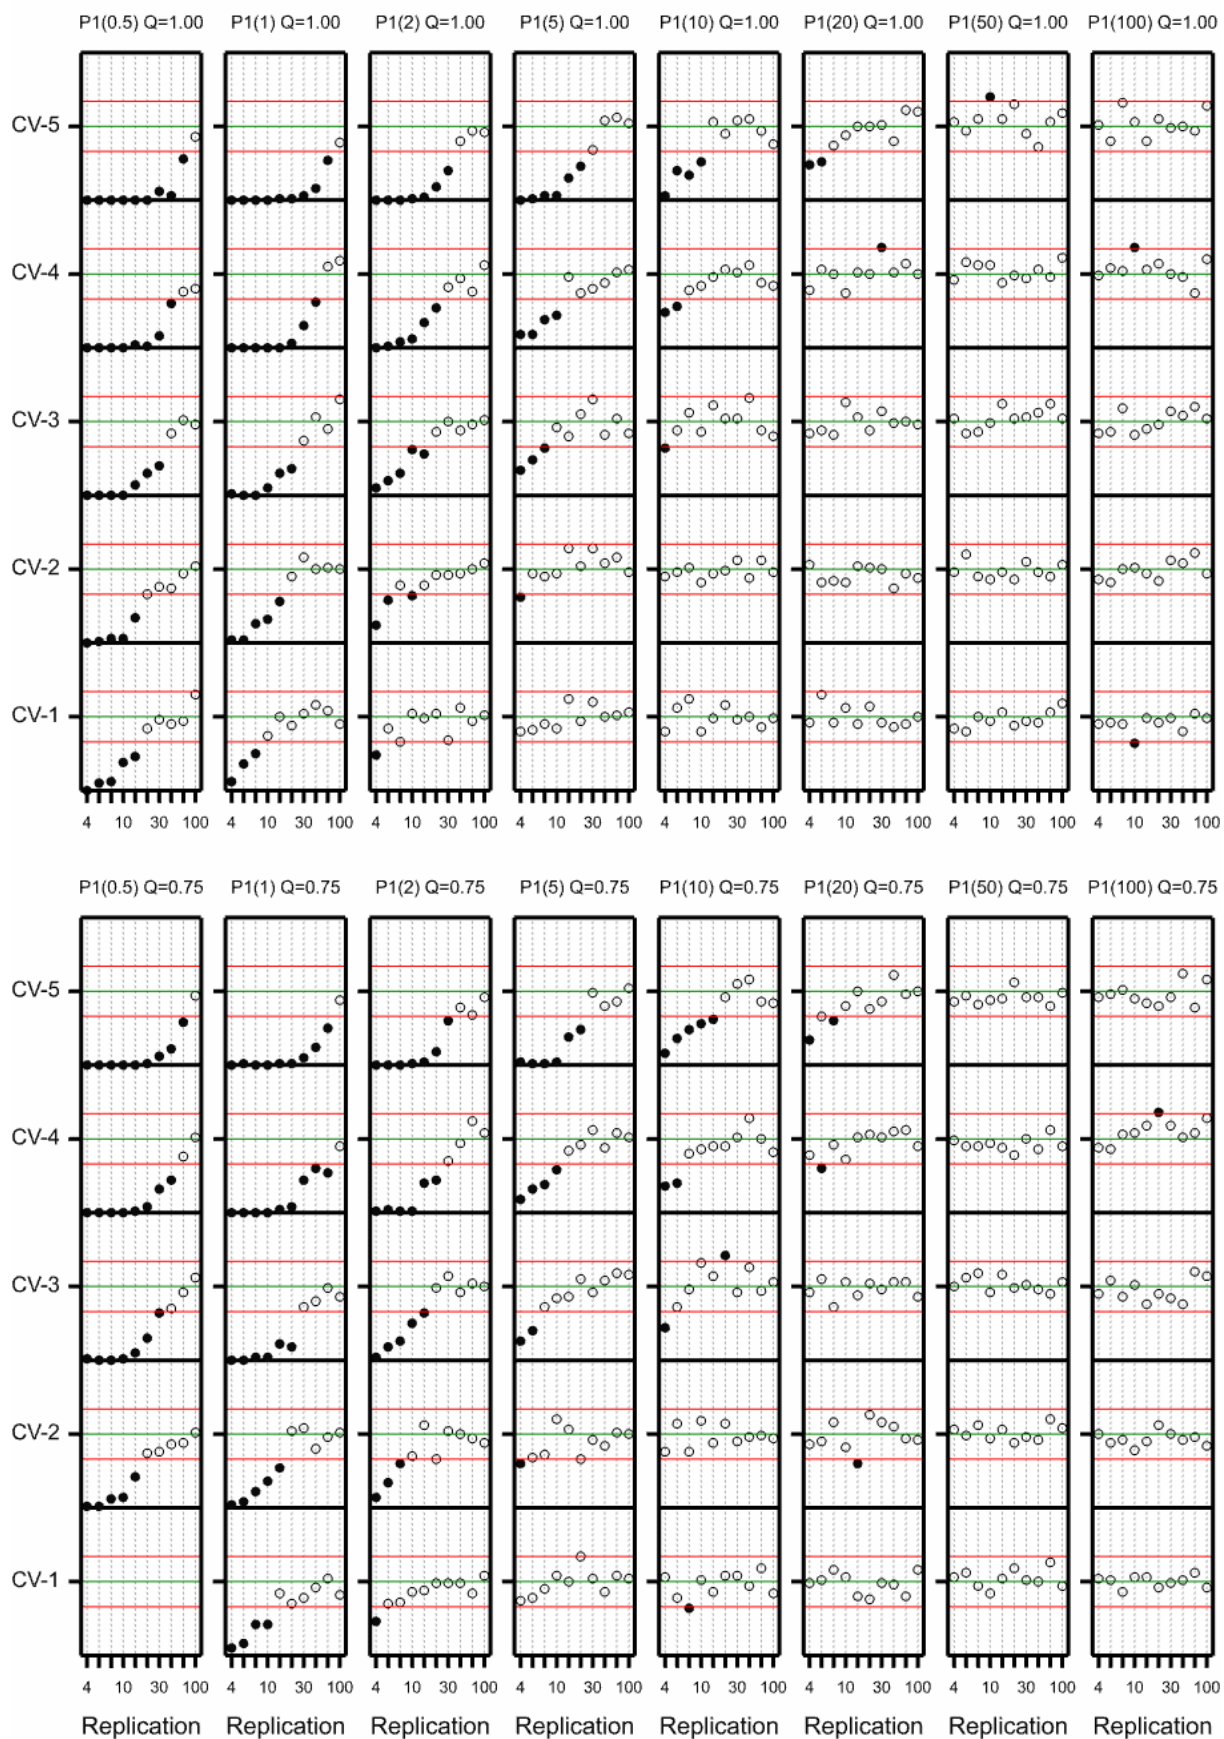 P1(0.5) Q=1.00 P1(1) Q=1.00 P1(2) Q=1.00 P1(5) Q=1.00 P1(10) Q=1.00 P1(20) Q=1.00 P1(50) Q=1.00 P1(100) Q=1.00
CV-5
CV-4
CV-3
CV-2
CV-1
4 10 30 100 4 10 30 100 4 10 30 100 4 10 30 100 4 10 30 100 4 10 30 100 4 10 30 100 4 10 30 100
P1(0.5) Q=0.75 P1(1) Q=0.75 P1(2) Q=0.75 P1(5) Q=0.75 P1(10) Q=0.75 P1(20) Q=0.75 P1(50) Q=0.75 P1(100) Q=0.75
CV-5
CV-4
CV-3
CV-2
CV-1
4 10 30 100 4 10 30 100 4 10 30 100 4 10 30 100 4 10 30 100 4 10 30 100 4 10 30 100 4 10 30 100
Replication Replication Replication Replication Replication Replication Replication Replication